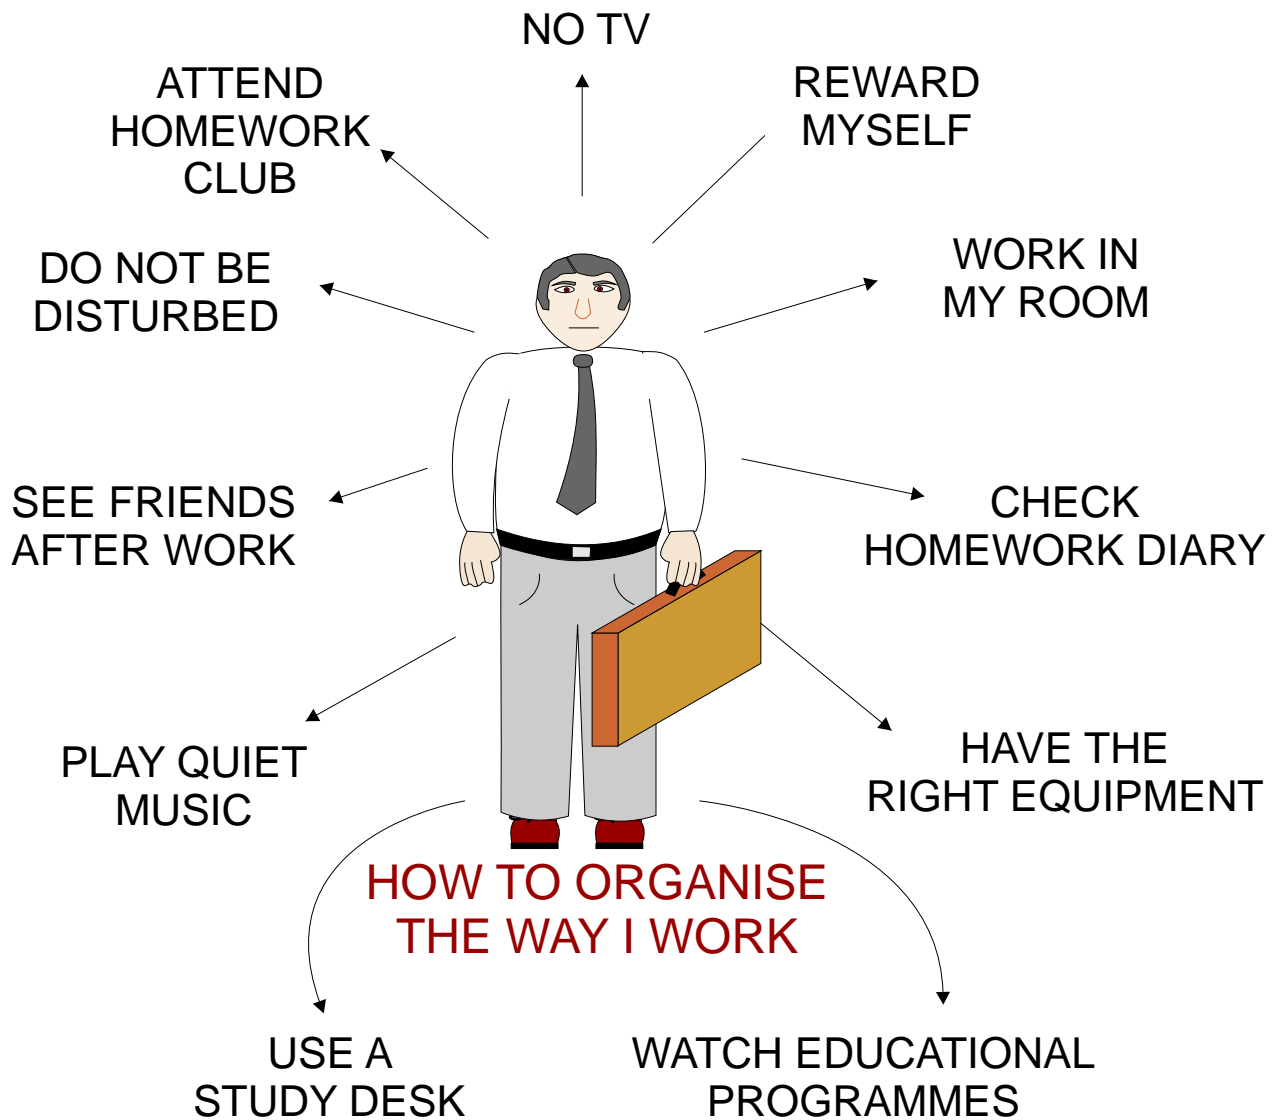 NO TV
ATTEND
HOMEWORK
CLUB
REWARD
MYSELF
DO NOT BE
DISTURBED
WORK IN
MY ROOM
SEE FRIENDS
AFTER WORK
CHECK
HOMEWORK DIARY
PLAY QUIET
MUSIC
HAVE THE
RIGHT EQUIPMENT
HOW TO ORGANISE
THE WAY I WORK
USE A
STUDY DESK
WATCH EDUCATIONAL
PROGRAMMES